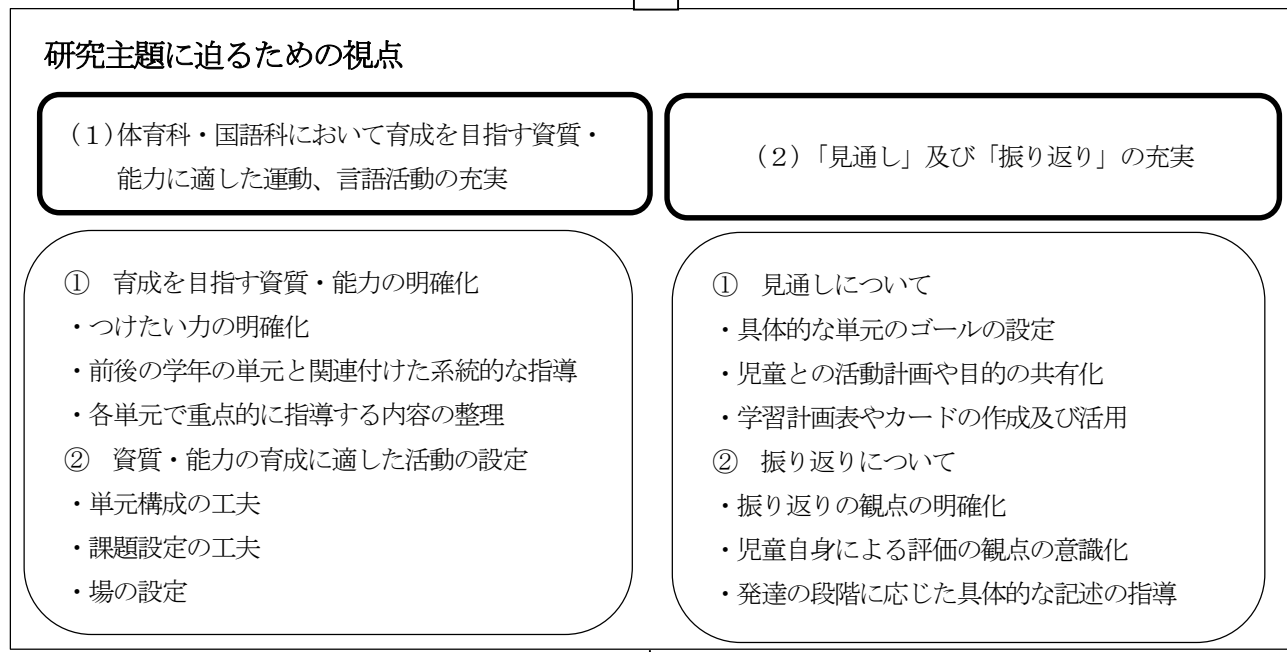 研究主題に迫るための視点
（１）体育科・国語科において育成を目指す資質・
能力に適した運動、言語活動の充実
① 育成を目指す資質・能力の明確化
・つけたい力の明確化
・前後の学年の単元と関連付けた系統的な指導
・各単元で重点的に指導する内容の整理
② 資質・能力の育成に適した活動の設定
・単元構成の工夫
・課題設定の工夫
・場の設定
（２）「見通し」及び「振り返り」の充実
① 見通しについて
・具体的な単元のゴールの設定
・児童との活動計画や目的の共有化
・学習計画表やカードの作成及び活用
② 振り返りについて
・振り返りの観点の明確化
・児童自身による評価の観点の意識化
・発達の段階に応じた具体的な記述の指導